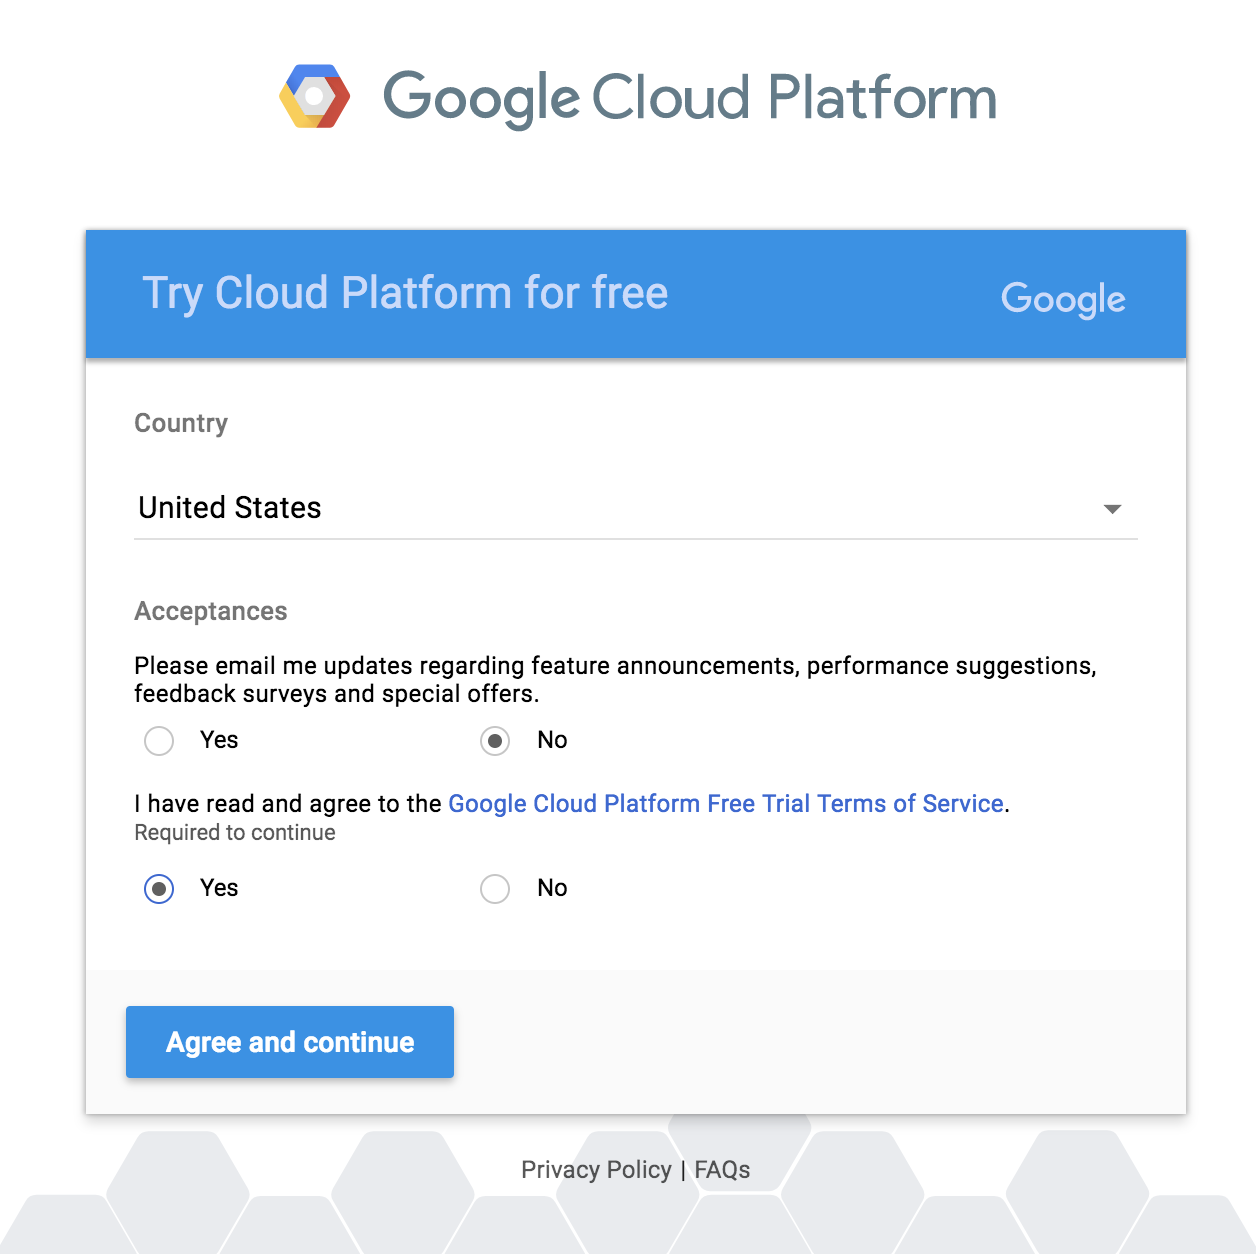 Google Cloud Platform
Try Cloud Platform for free
Google
Country
United States
Acceptances
Please email me updates regarding feature announcements, performance suggestions,
feedback surveys and special offers.
Yes No
I have read and agree to the Google Cloud Platform Free Trial Terms of Service.
Required to continue
Yes No
Agree and continue
Privacy Policy | FAQs